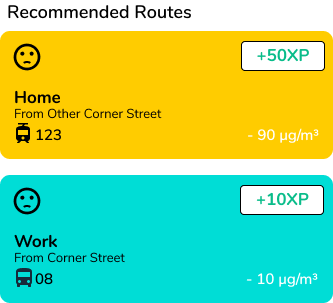 Recommended Routes
+50XP
Home
From Other Corner Street
123
- 90 µg/m³
+10XP
Work
From Corner Street
08
- 10 µg/m³